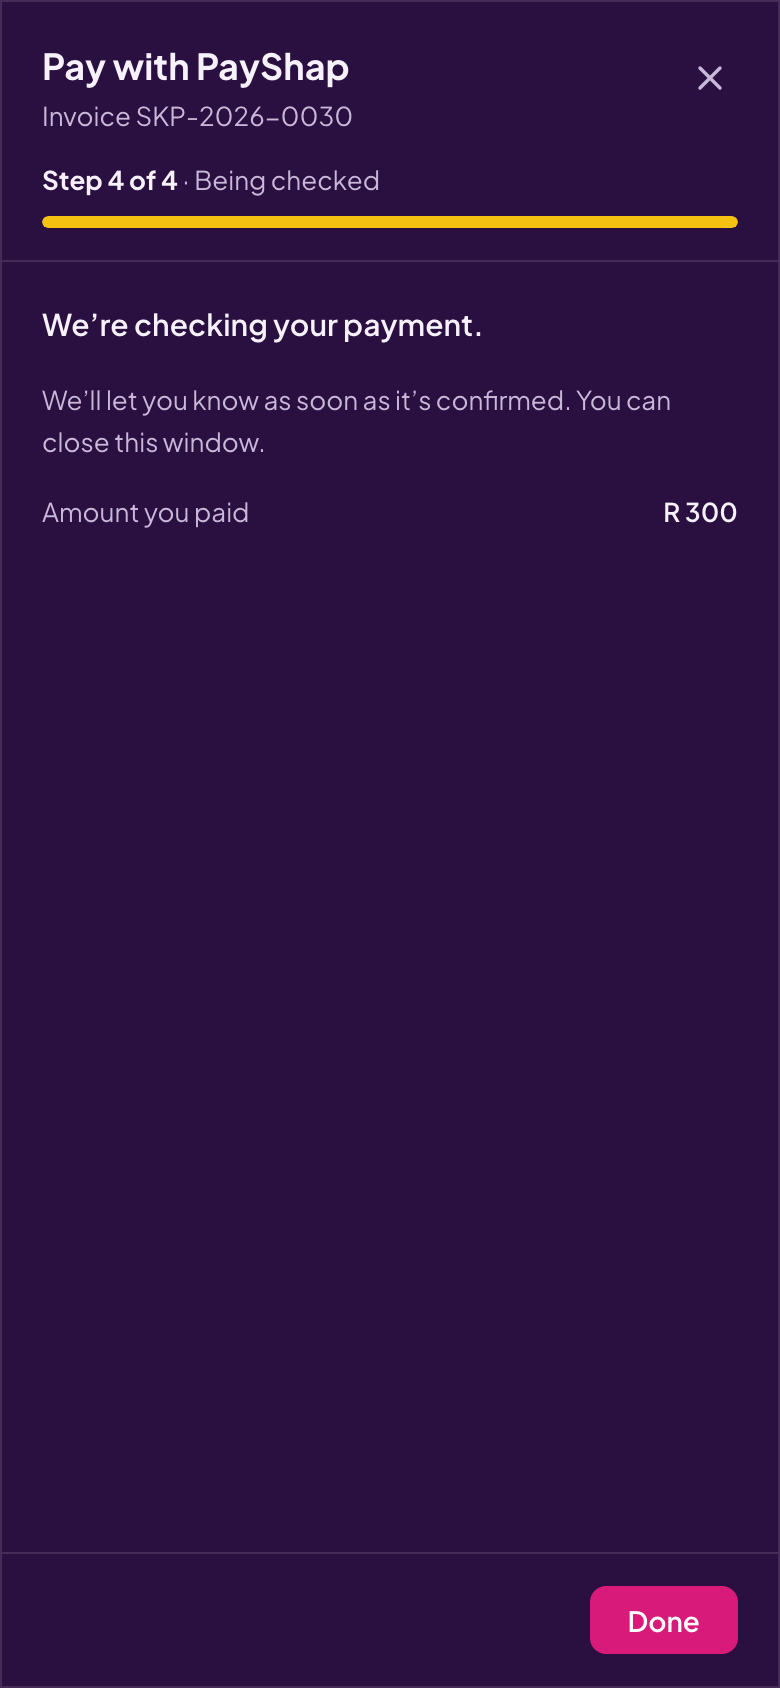 Pay with PayShap
Invoice SKP-2026-0030
Step 4 of 4 · Being checked
We’re checking your payment.
We’ll let you know as soon as it’s confirmed. You can
close this window.
Amount you paid R 300
Done